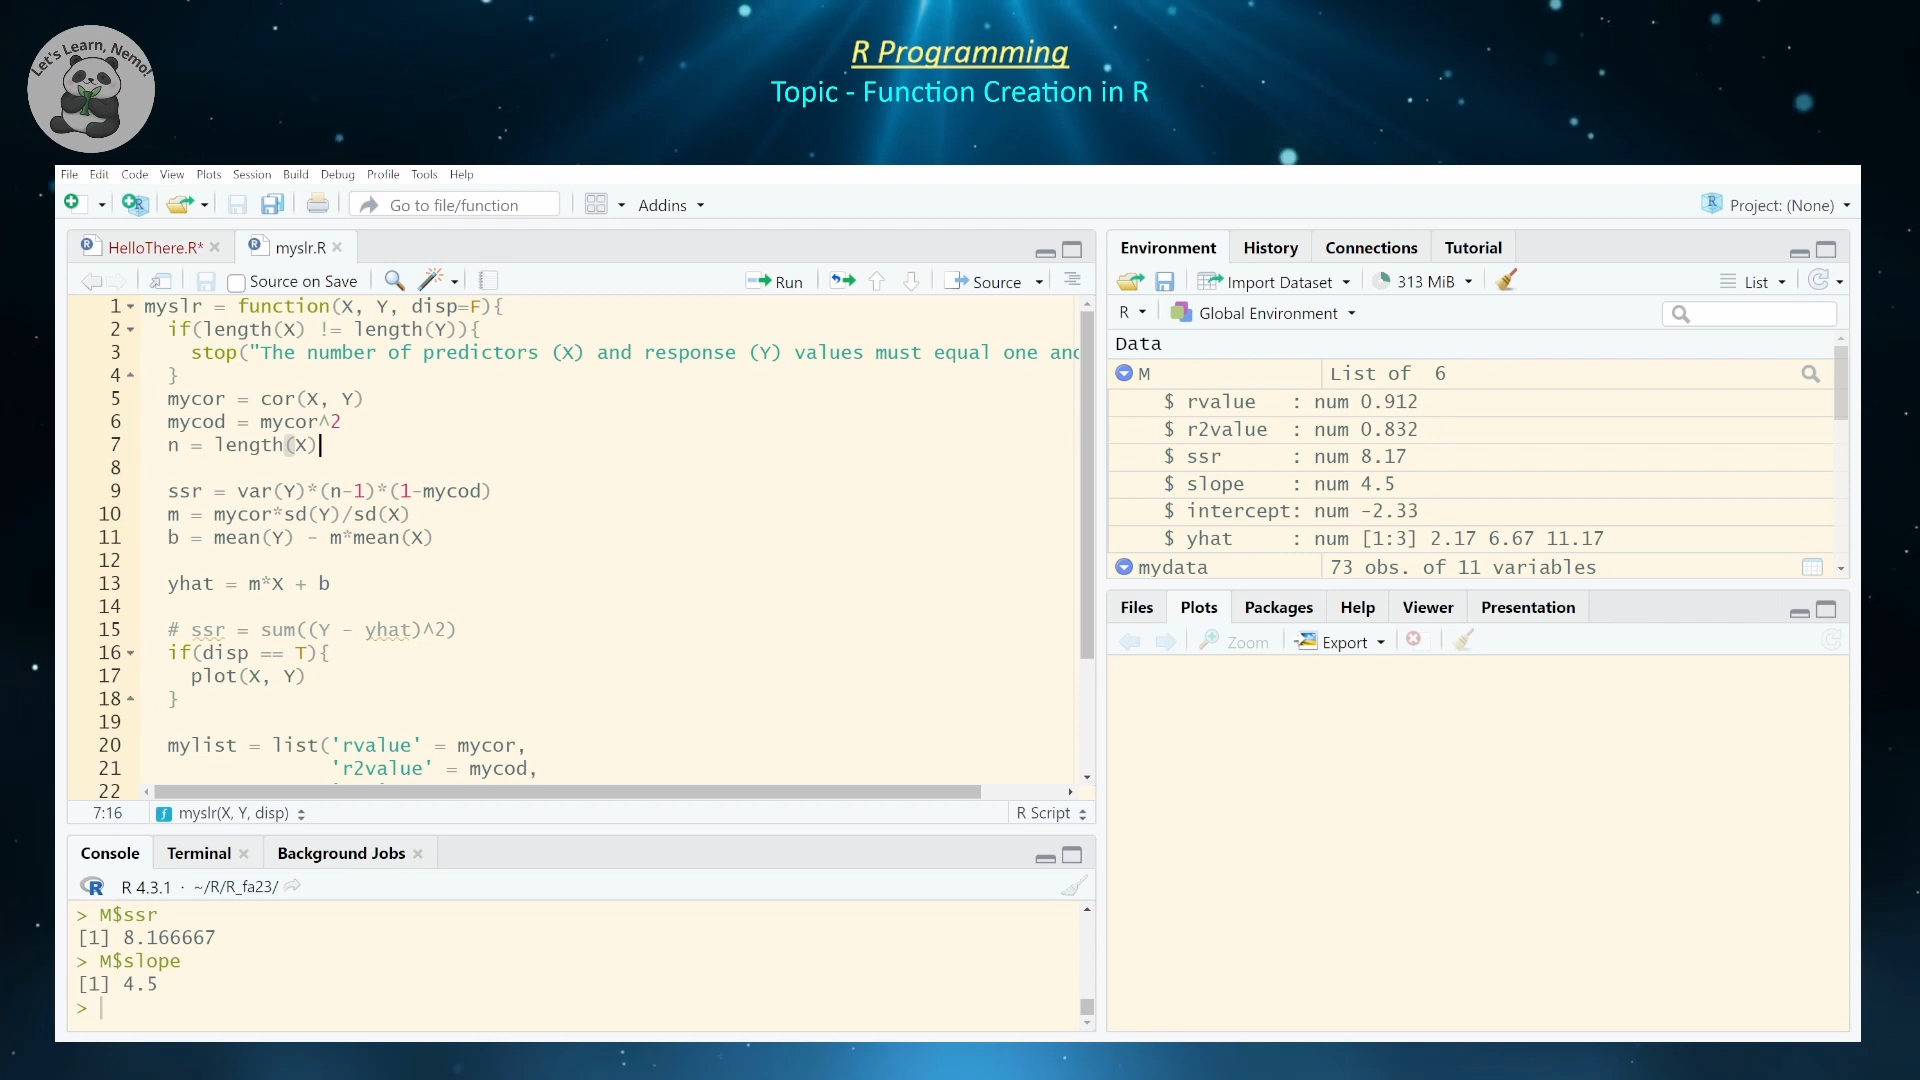 Let's Learn, Nemo!
R Programming
Topic - Function Creation in R
File Edit Code View Plots Session Build Debug Profile Tools Help
Go to file/function Addins Project: (None)
HelloThere.R* myslr.R
Source on Save Run Source
1 myslr = function(X, Y, disp=F){
2 if(length(X) != length(Y)){
3 stop("The number of predictors (X) and response (Y) values must equal one and
4 }
5 mycor = cor(X, Y)
6 mycod = mycor^2
7 n = length(X)
8
9 ssr = var(Y)*(n-1)*(1-mycod)
10 m = mycor*sd(Y)/sd(X)
11 b = mean(Y) - m*mean(X)
12
13 yhat = m*X + b
14
15 # ssr = sum((Y - yhat)^2)
16 if(disp == T){
17 plot(X, Y)
18 }
19
20 mylist = list('rvalue' = mycor,
21 'r2value' = mycod,
22
7:16 myslr(X, Y, disp) R Script
Console Terminal Background Jobs
R 4.3.1 · ~/R/R_fa23/
> M$ssr
[1] 8.166667
> M$slope
[1] 4.5
>
Environment History Connections Tutorial
Import Dataset 313 MiB List
R Global Environment
Data
M List of 6
$ rvalue : num 0.912
$ r2value : num 0.832
$ ssr : num 8.17
$ slope : num 4.5
$ intercept: num -2.33
$ yhat : num [1:3] 2.17 6.67 11.17
mydata 73 obs. of 11 variables
Files Plots Packages Help Viewer Presentation
Zoom Export